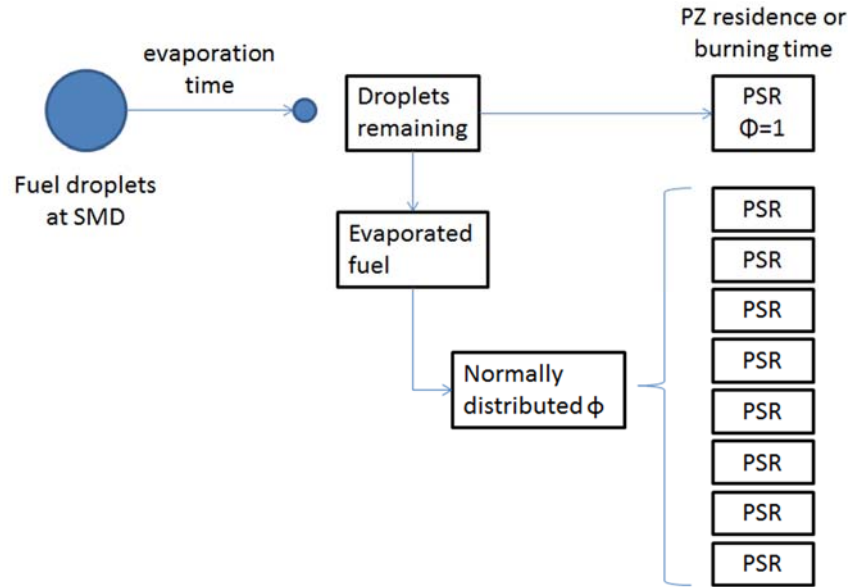 PZ residence or
burning time
evaporation
time
Fuel droplets
at SMD
Droplets
remaining
PSR
Φ=1
Evaporated
fuel
Normally
distributed ϕ
PSR
PSR
PSR
PSR
PSR
PSR
PSR
PSR